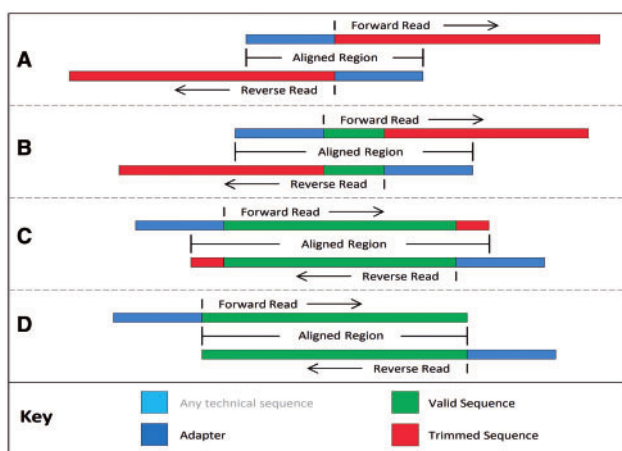 Forward Read
A
Aligned Region
Reverse Read
Forward Read
B
Aligned Region
Reverse Read
Forward Read
C
Aligned Region
Reverse Read
Forward Read
D
Aligned Region
Reverse Read
Key
Any technical sequence
Valid Sequence
Adapter
Trimmed Sequence